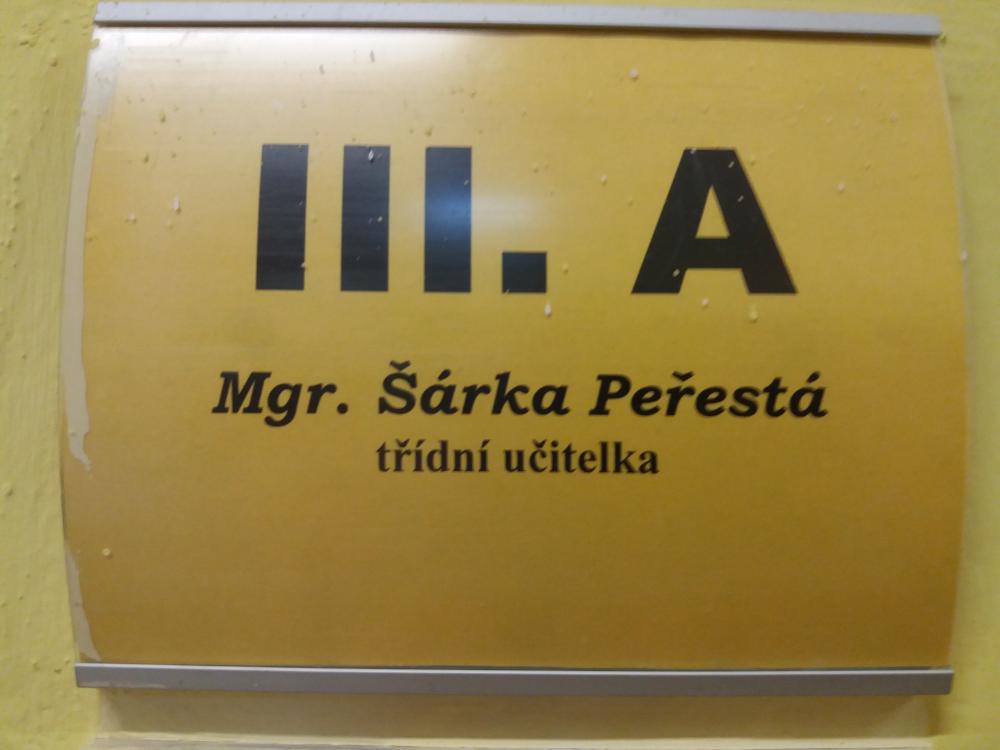 III. A
Mgr. Šárka Peřestá
třídní učitelka